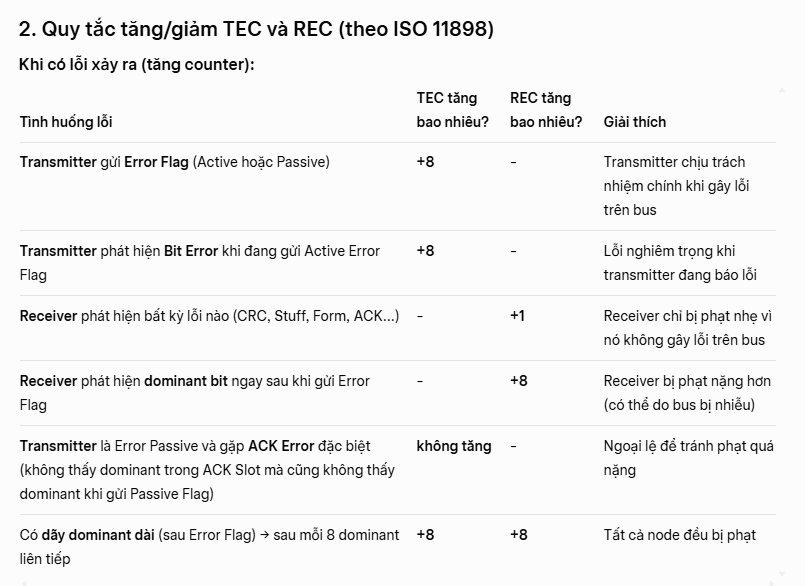 2. Quy tắc tăng/giảm TEC và REC (theo ISO 11898)
Khi có lỗi xảy ra (tăng counter):
Tình huống lỗi
TEC tăng
bao nhiêu?
REC tăng
bao nhiêu?
Giải thích
Transmitter gửi Error Flag (Active hoặc Passive)
+8
-
Transmitter chịu trách
nhiệm chính khi gây lỗi
trên bus
Transmitter phát hiện Bit Error khi đang gửi Active Error
Flag
+8
-
Lỗi nghiêm trọng khi
transmitter đang báo lỗi
Receiver phát hiện bất kỳ lỗi nào (CRC, Stuff, Form, ACK...)
-
+1
Receiver chỉ bị phạt nhẹ vì
nó không gây lỗi trên bus
Receiver phát hiện dominant bit ngay sau khi gửi Error
Flag
-
+8
Receiver bị phạt nặng hơn
(có thể do bus bị nhiễu)
Transmitter là Error Passive và gặp ACK Error đặc biệt
(không thấy dominant trong ACK Slot mà cũng không thấy
dominant khi gửi Passive Flag)
không tăng
-
Ngoại lệ để tránh phạt quá
nặng
Có dãy dominant dài (sau Error Flag) → sau mỗi 8 dominant
liên tiếp
+8
+8
Tất cả node đều bị phạt